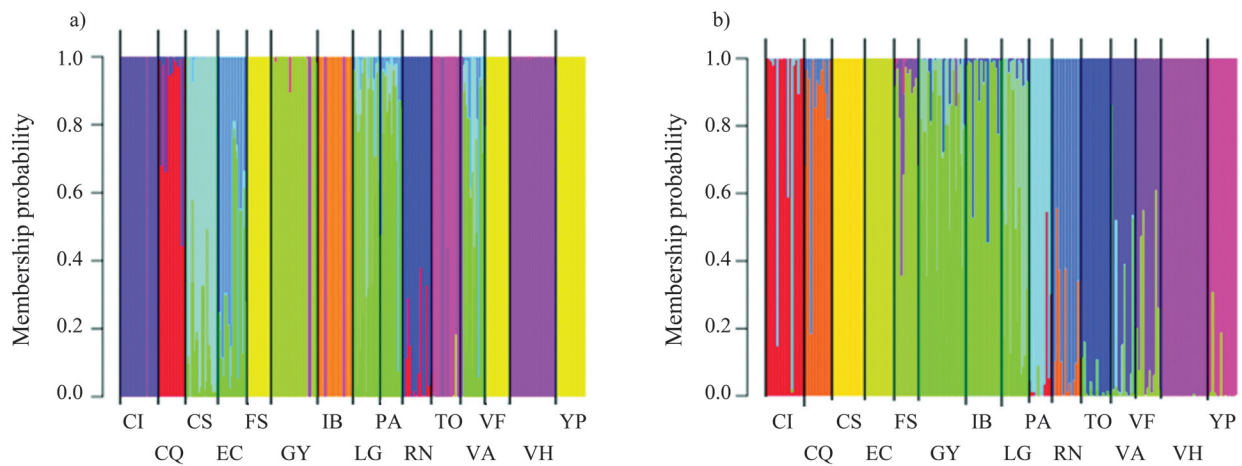 a)
Membership probability
1.0
0.8
0.6
0.4
0.2
0.0
CI CS FS IB PA TO VF YP
CQ EC GY LG RN VA VH
b)
Membership probability
1.0
0.8
0.6
0.4
0.2
0.0
CI CS FS IB PA TO VF YP
CQ EC GY LG RN VA VH